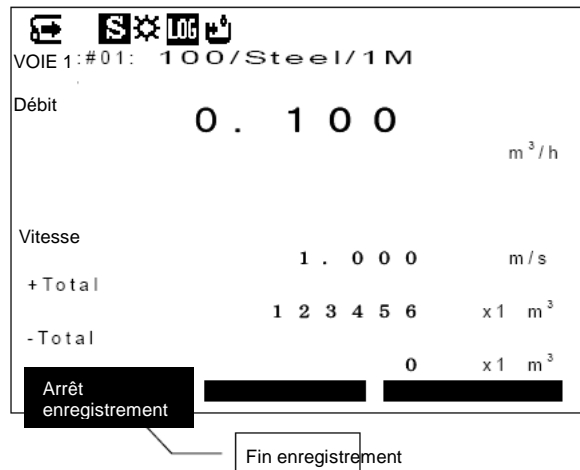 S LOG
VOIE 1 :#01: 100/Steel/1M
Débit
0.100
m³/h
Vitesse
1.000 m/s
+Total
123456 x1 m³
-Total
0 x1 m³
Arrêt
enregistrement
Fin enregistrement